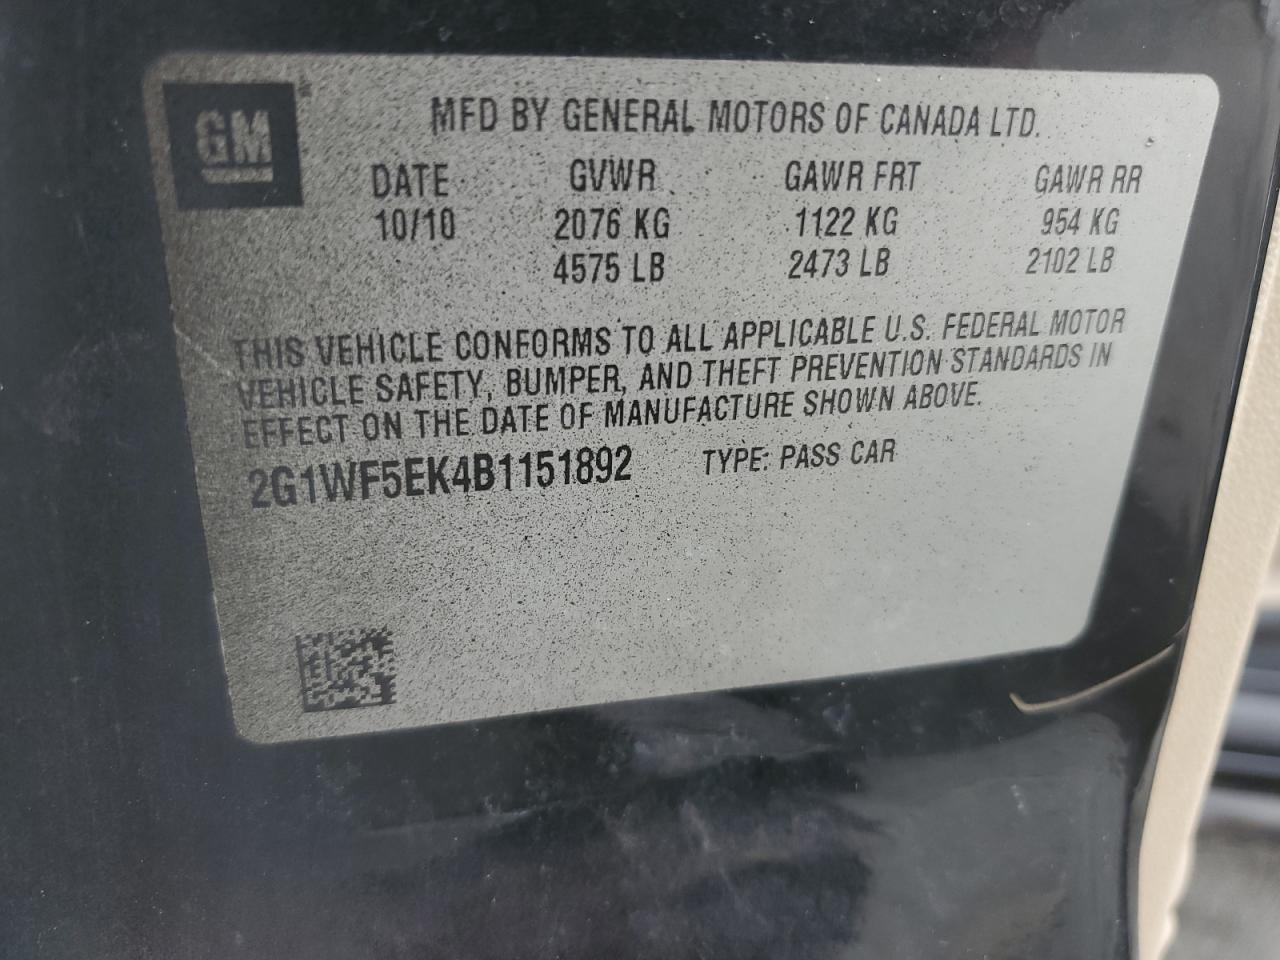 GM
MFD BY GENERAL MOTORS OF CANADA LTD.
DATE GVWR GAWR FRT GAWR RR
10/10 2076 KG 1122 KG 954 KG
4575 LB 2473 LB 2102 LB
THIS VEHICLE CONFORMS TO ALL APPLICABLE U.S. FEDERAL MOTOR
VEHICLE SAFETY, BUMPER, AND THEFT PREVENTION STANDARDS IN
EFFECT ON THE DATE OF MANUFACTURE SHOWN ABOVE.
2G1WF5EK4B1151892 TYPE: PASS CAR